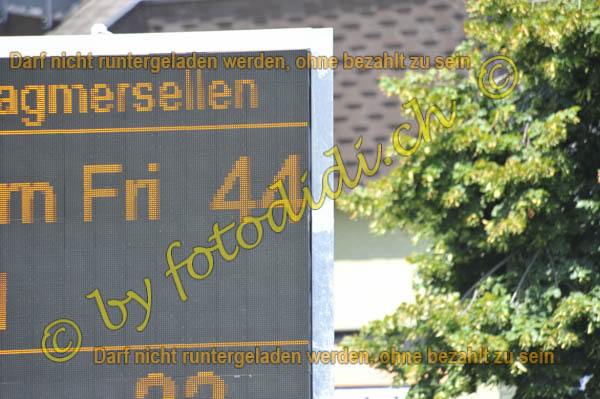 Darf nicht runtergeladen werden, ohne bezahlt zu sein
agmersellen
m Fri 44
© by fotodidi.ch ©
Darf nicht runtergeladen werden, ohne bezahlt zu sein